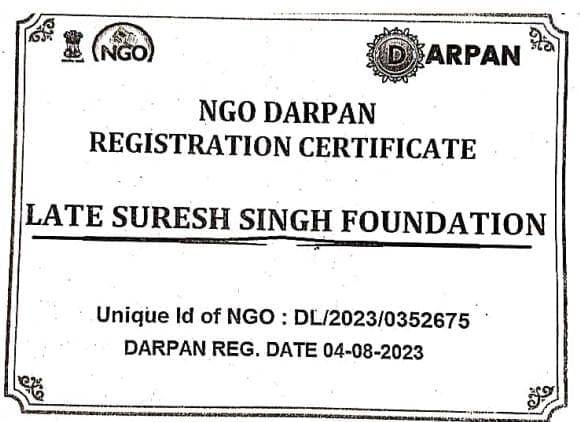 NGO
DARPAN
NGO DARPAN
REGISTRATION CERTIFICATE
LATE SURESH SINGH FOUNDATION
Unique Id of NGO : DL/2023/0352675
DARPAN REG. DATE 04-08-2023